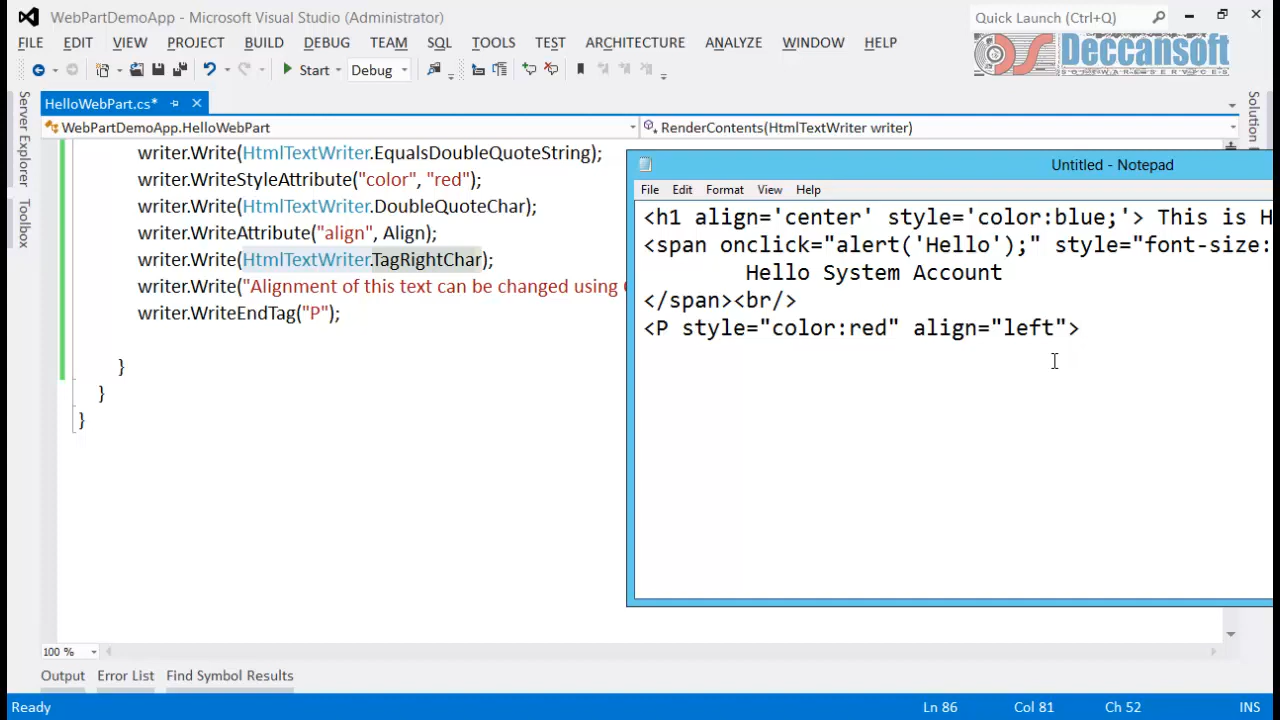 WebPartDemoApp - Microsoft Visual Studio (Administrator)
Quick Launch (Ctrl+Q)
FILE EDIT VIEW PROJECT BUILD DEBUG TEAM SQL TOOLS TEST ARCHITECTURE ANALYZE WINDOW HELP
Deccansoft
SOFTWARE SERVICES
Start Debug
HelloWebPart.cs*
WebPartDemoApp.HelloWebPart
RenderContents(HtmlTextWriter writer)
Server Explorer
Toolbox
Solution
writer.Write(HtmlTextWriter.EqualsDoubleQuoteString);
writer.WriteStyleAttribute("color", "red");
writer.Write(HtmlTextWriter.DoubleQuoteChar);
writer.WriteAttribute("align", Align);
writer.Write(HtmlTextWriter.TagRightChar);
writer.Write("Alignment of this text can be changed using
writer.WriteEndTag("P");
}
}
}
Untitled - Notepad
File Edit Format View Help
<h1 align='center' style='color:blue;'> This is H
<span onclick="alert('Hello');" style="font-size:
Hello System Account
</span><br/>
<P style="color:red" align="left">
100 %
Output Error List Find Symbol Results
Ready
Ln 86 Col 81 Ch 52 INS